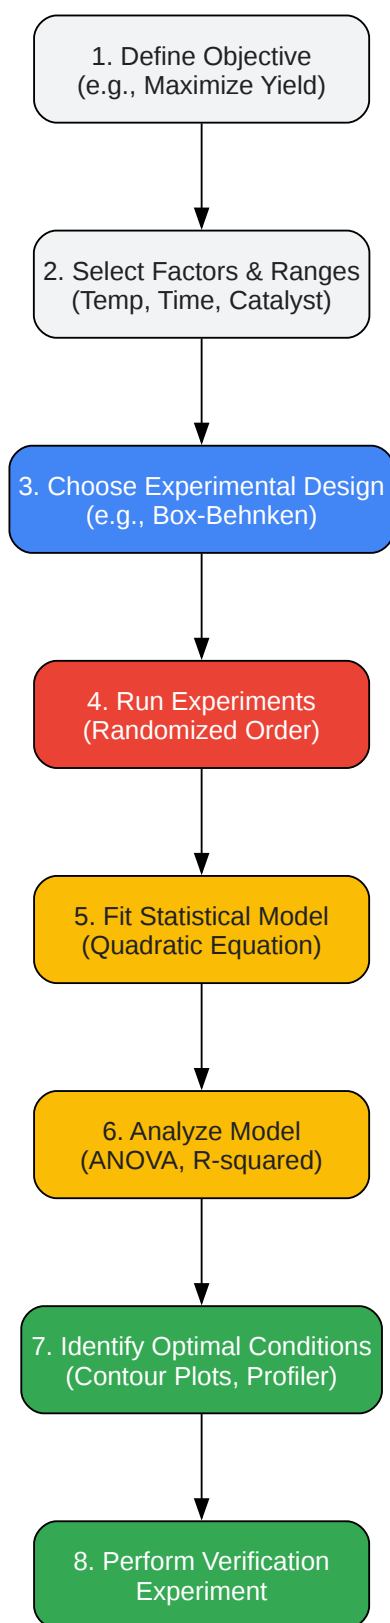 1. Define Objective
(e.g., Maximize Yield)
2. Select Factors & Ranges
(Temp, Time, Catalyst)
3. Choose Experimental Design
(e.g., Box-Behnken)
4. Run Experiments
(Randomized Order)
5. Fit Statistical Model
(Quadratic Equation)
6. Analyze Model
(ANOVA, R-squared)
7. Identify Optimal Conditions
(Contour Plots, Profiler)
8. Perform Verification
Experiment